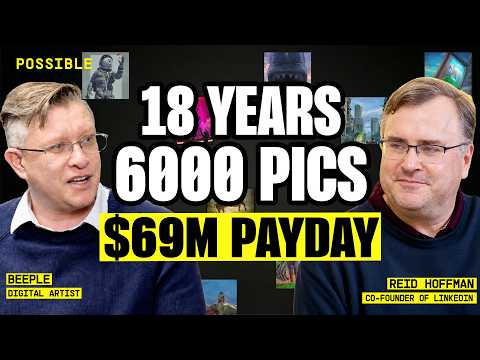 POSSIBLE
18 YEARS
6000 PICS
$69M PAYDAY
BEEPLE
DIGITAL ARTIST
REID HOFFMAN
CO-FOUNDER OF LINKEDIN